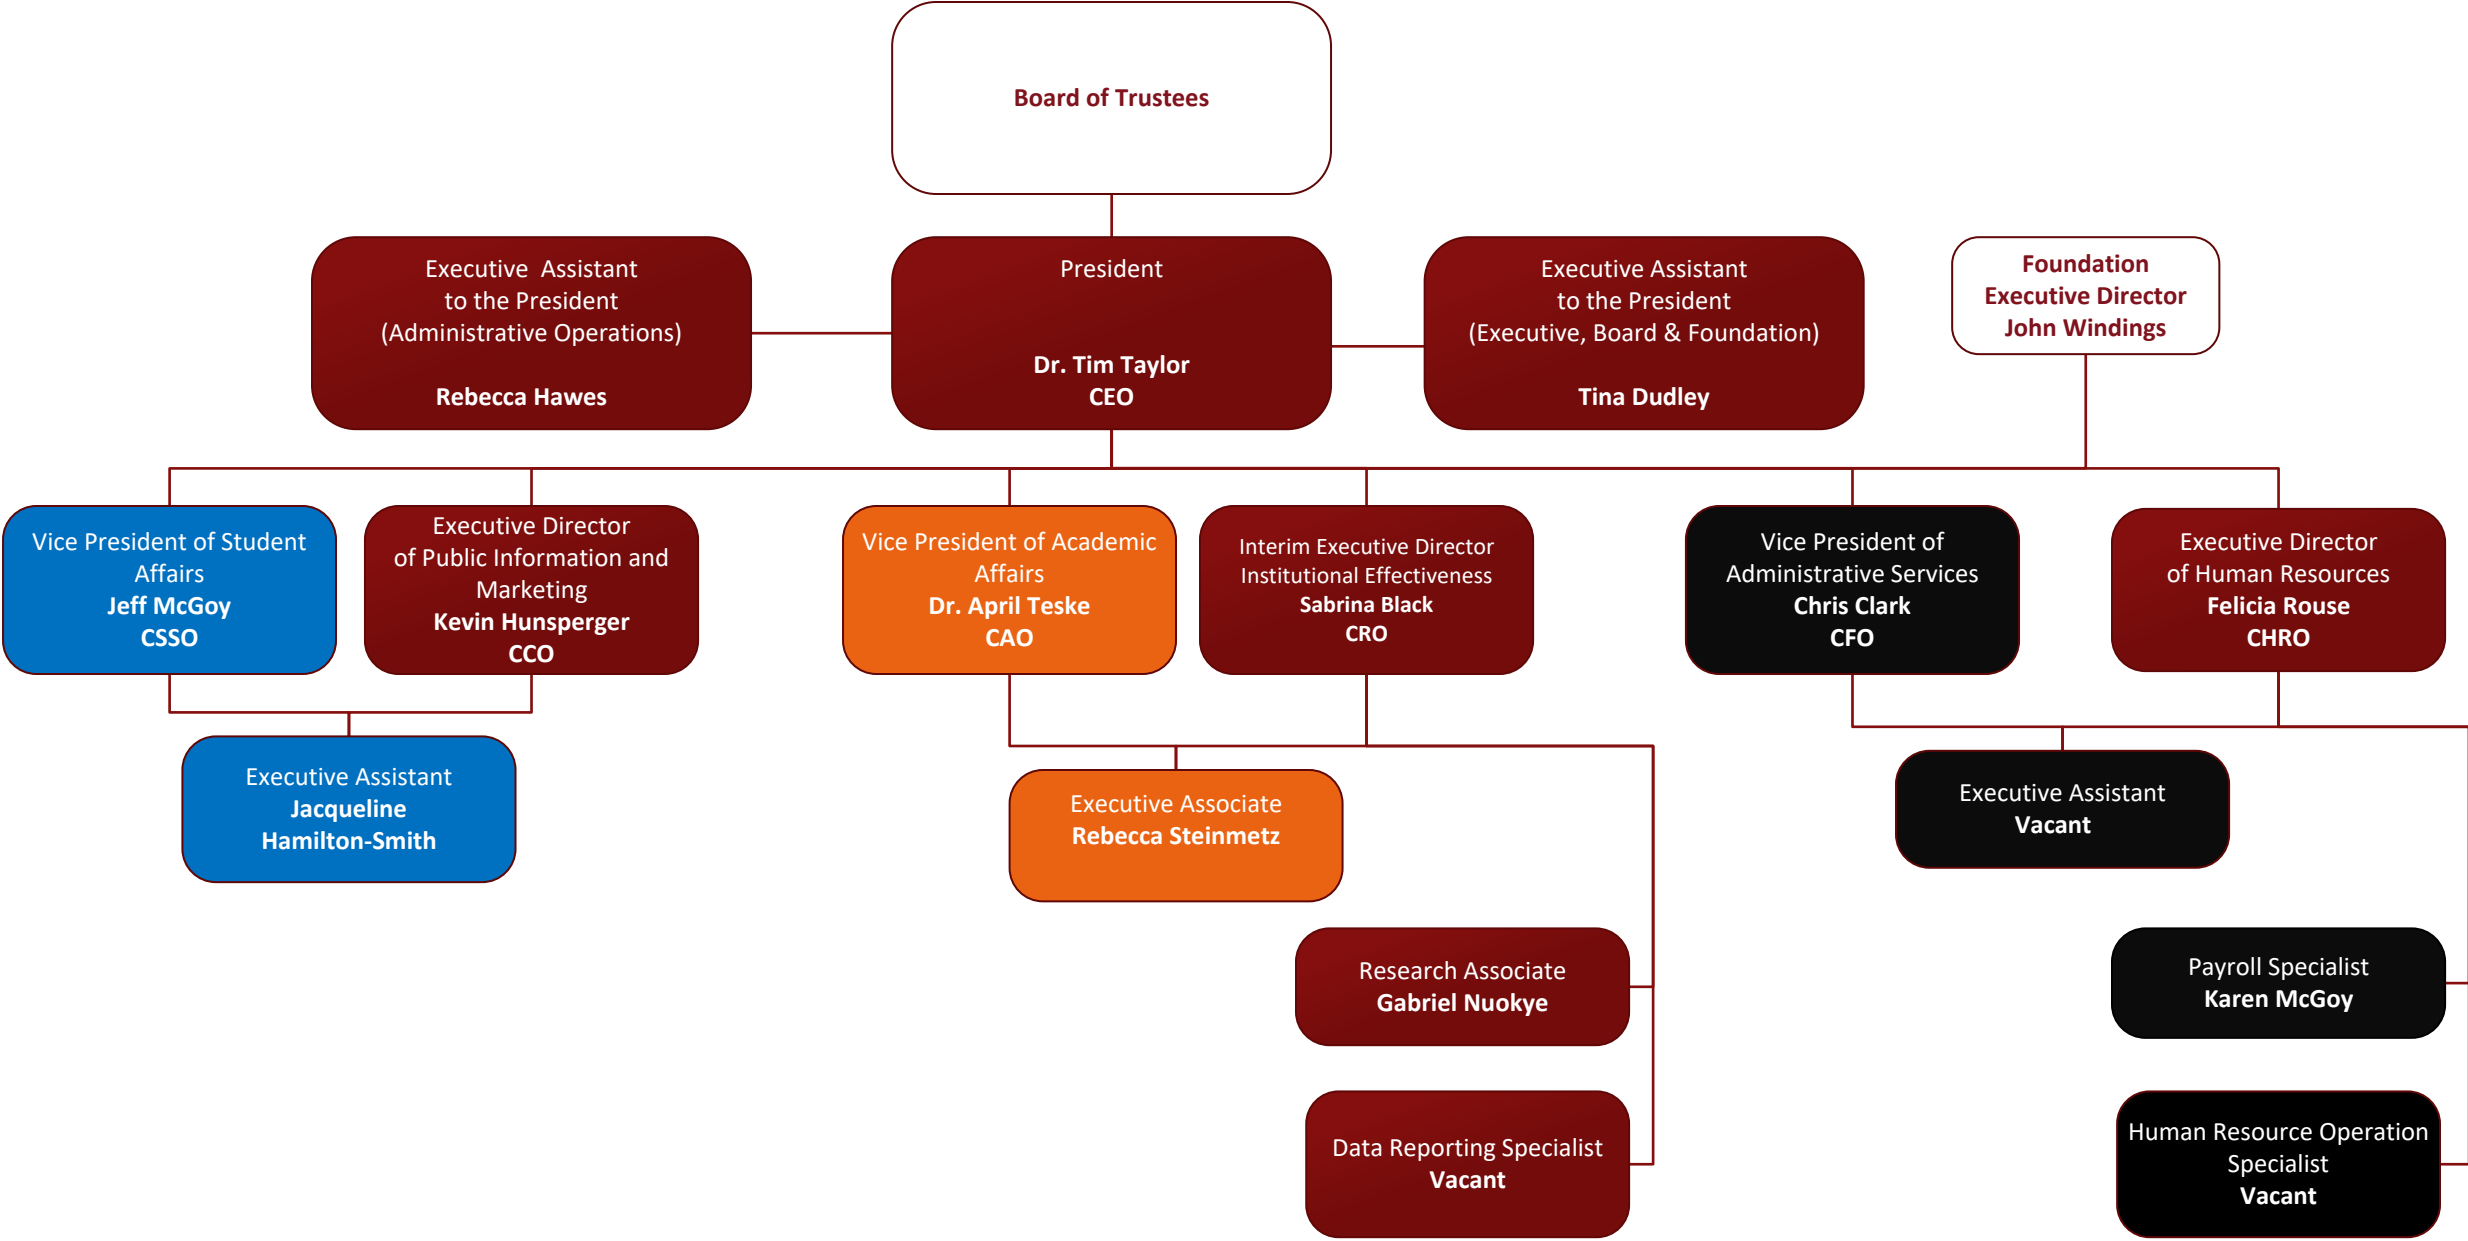 Board of Trustees
Executive Assistant
to the President
(Administrative Operations)
Rebecca Hawes
President
Dr. Tim Taylor
CEO
Executive Assistant
to the President
(Executive, Board & Foundation)
Tina Dudley
Foundation
Executive Director
John Windings
Vice President of Student
Affairs
Jeff McGoy
CSSO
Executive Director
of Public Information and
Marketing
Kevin Hunsperger
CCO
Vice President of Academic
Affairs
Dr. April Teske
CAO
Interim Executive Director
Institutional Effectiveness
Sabrina Black
CRO
Vice President of
Administrative Services
Chris Clark
CFO
Executive Director
of Human Resources
Felicia Rouse
CHRO
Executive Assistant
Jacqueline
Hamilton-Smith
Executive Associate
Rebecca Steinmetz
Executive Assistant
Vacant
Research Associate
Gabriel Nuokye
Payroll Specialist
Karen McGoy
Data Reporting Specialist
Vacant
Human Resource Operation
Specialist
Vacant